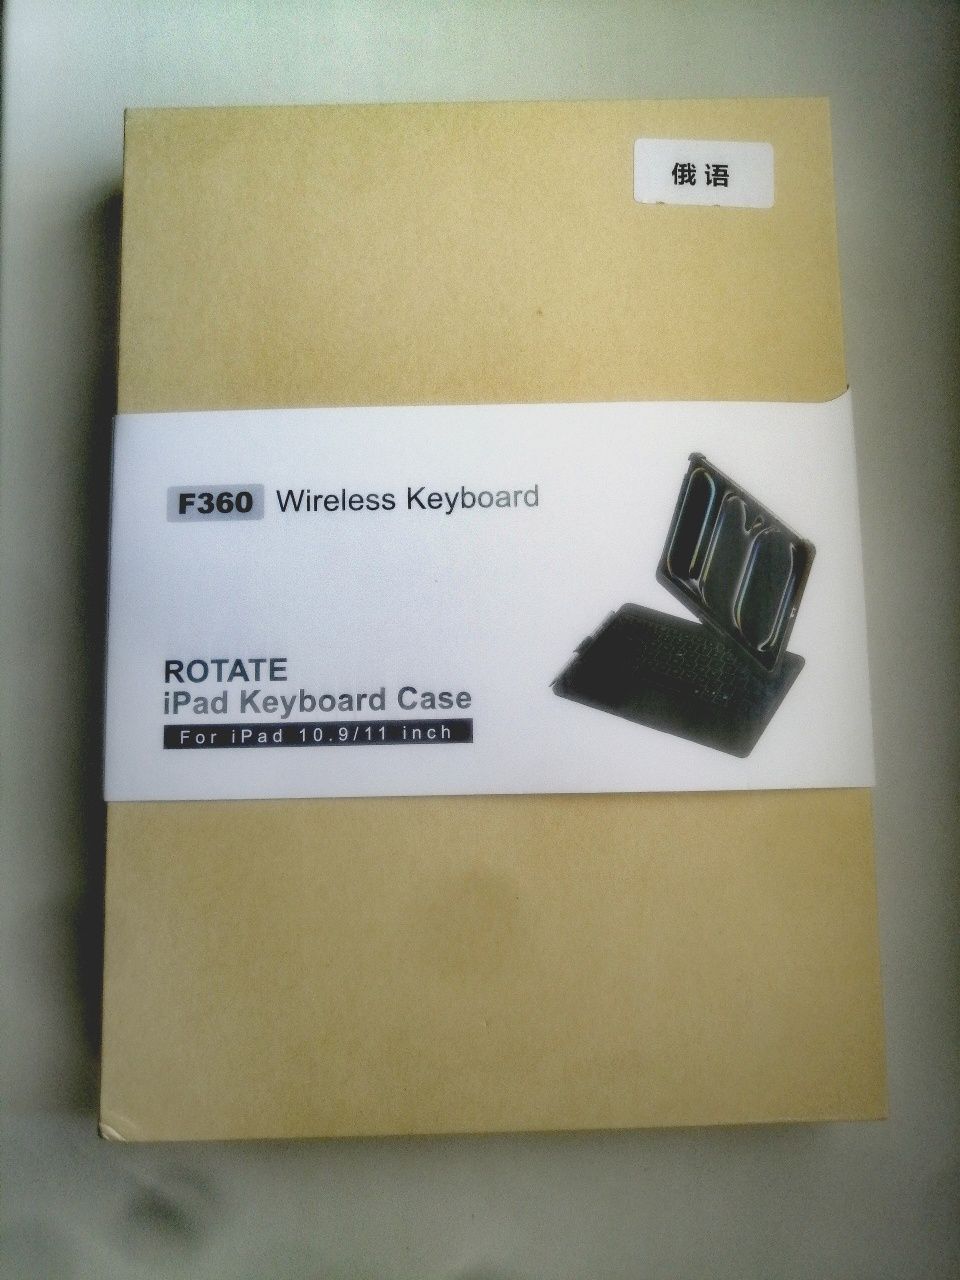 俄语
F360 Wireless Keyboard
ROTATE
iPad Keyboard Case
For iPad 10.9/11 inch